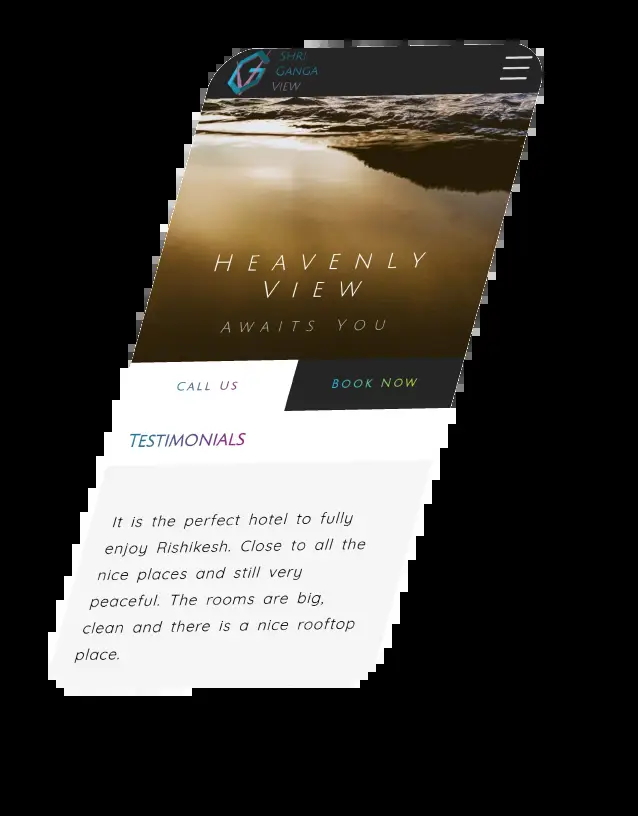 Shri
Ganga
View
Heavenly
View
Awaits You
Call us
Book now
Testimonials
It is the perfect hotel to fully
enjoy Rishikesh. Close to all the
nice places and still very
peaceful. The rooms are big,
clean and there is a nice rooftop
place.